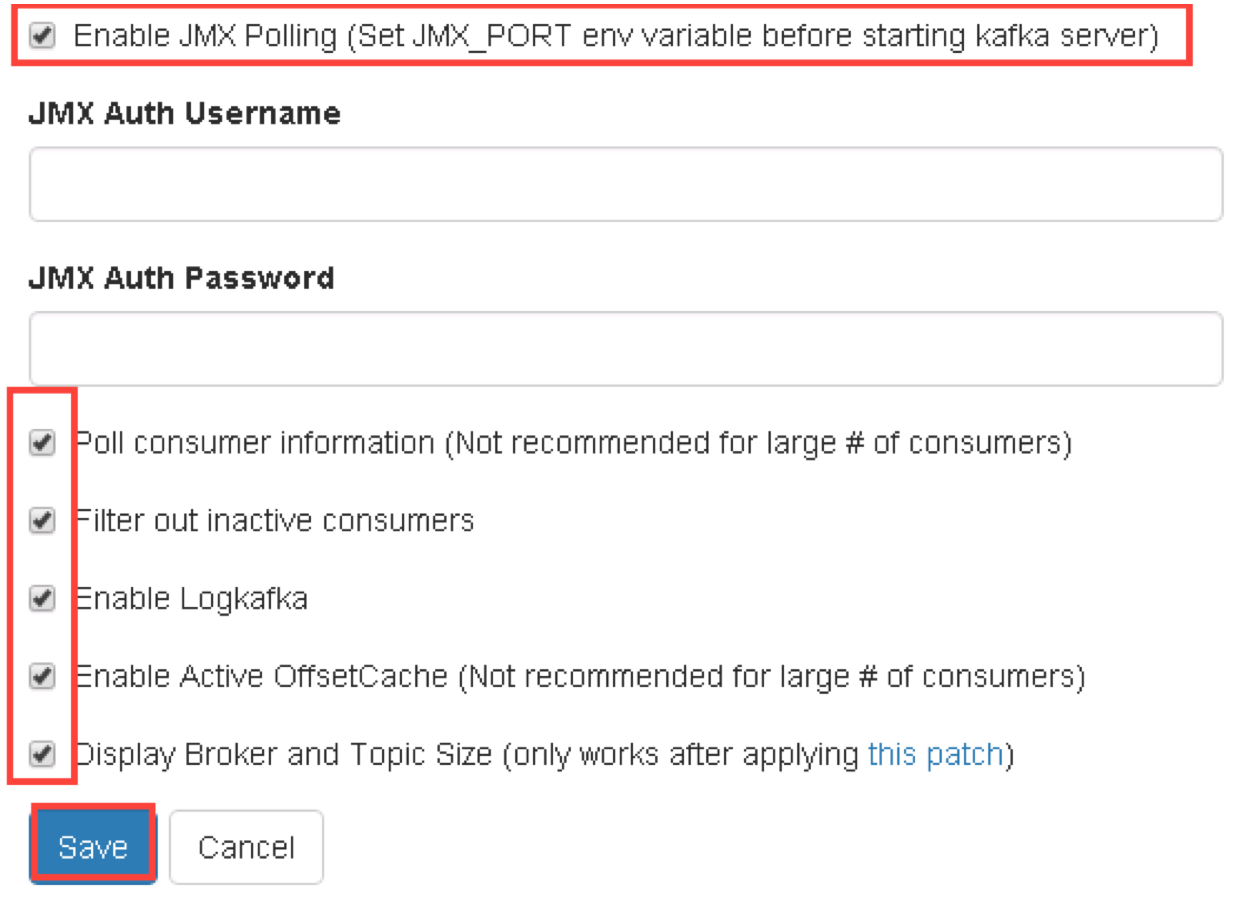 Enable JMX Polling (Set JMX_PORT env variable before starting kafka server)
JMX Auth Username
JMX Auth Password
Poll consumer information (Not recommended for large # of consumers)
Filter out inactive consumers
Enable Logkafka
Enable Active OffsetCache (Not recommended for large # of consumers)
Display Broker and Topic Size (only works after applying this patch)
Save Cancel